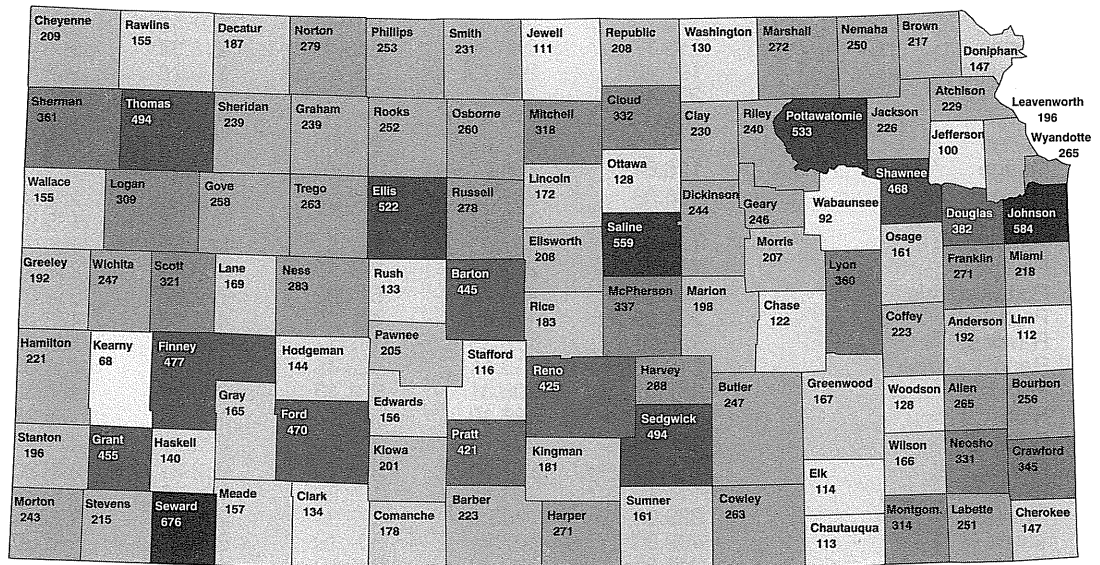 Cheyenne
209
Rawlins
155
Decatur
187
Norton
279
Phillips
253
Smith
231
Jewell
111
Republic
208
Washington
130
Marshall
272
Nemaha
250
Brown
217
Doniphan
147
Sherman
361
Thomas
494
Sheridan
239
Graham
239
Rooks
252
Osborne
260
Mitchell
318
Cloud
332
Clay
230
Riley
240
Pottawatomie
533
Jackson
226
Atchison
229
Jefferson
100
Leavenworth
196
Wyandotte
265
Ottawa
128
Wallace
155
Logan
309
Gove
258
Trego
263
Ellis
522
Russell
278
Lincoln
172
Saline
559
Dickinson
244
Geary
246
Wabaunsee
92
Shawnee
468
Douglas
382
Johnson
584
Ellsworth
208
Morris
207
Osage
161
Franklin
271
Miami
218
Greeley
192
Wichita
247
Scott
321
Lane
169
Ness
283
Rush
133
Barton
445
Rice
183
McPherson
337
Marion
198
Chase
122
Lyon
360
Coffey
223
Anderson
192
Linn
112
Hamilton
221
Kearny
68
Finney
477
Hodgeman
144
Pawnee
205
Stafford
116
Reno
425
Harvey
288
Butler
247
Greenwood
167
Woodson
128
Allen
265
Bourbon
256
Gray
165
Ford
470
Edwards
156
Pratt
421
Sedgwick
494
Stanton
196
Grant
455
Haskell
140
Kiowa
201
Kingman
181
Elk
114
Wilson
166
Neosho
331
Crawford
345
Morton
243
Stevens
215
Seward
676
Meade
157
Clark
134
Comanche
178
Barber
223
Harper
271
Sumner
161
Cowley
263
Chautauqua
113
Montgom.
314
Labette
251
Cherokee
147